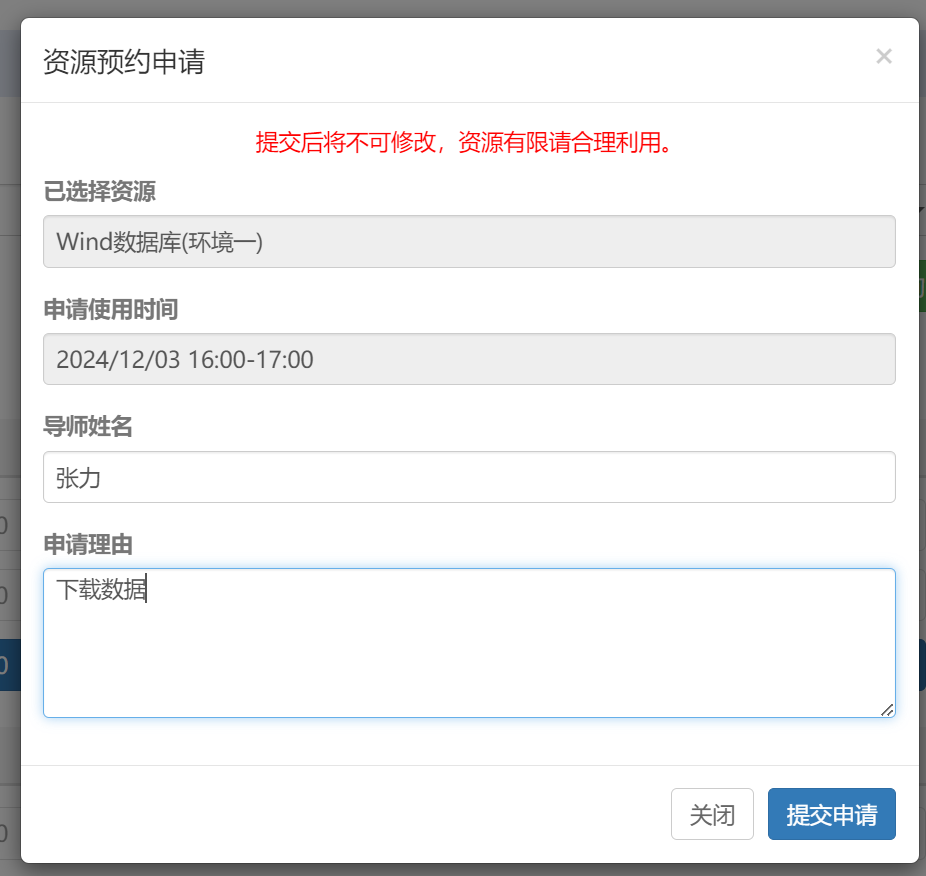 资源预约申请
×
提交后将不可修改，资源有限请合理利用。
已选择资源
Wind数据库(环境一)
申请使用时间
2024/12/03 16:00-17:00
导师姓名
张力
申请理由
下载数据
关闭
提交申请